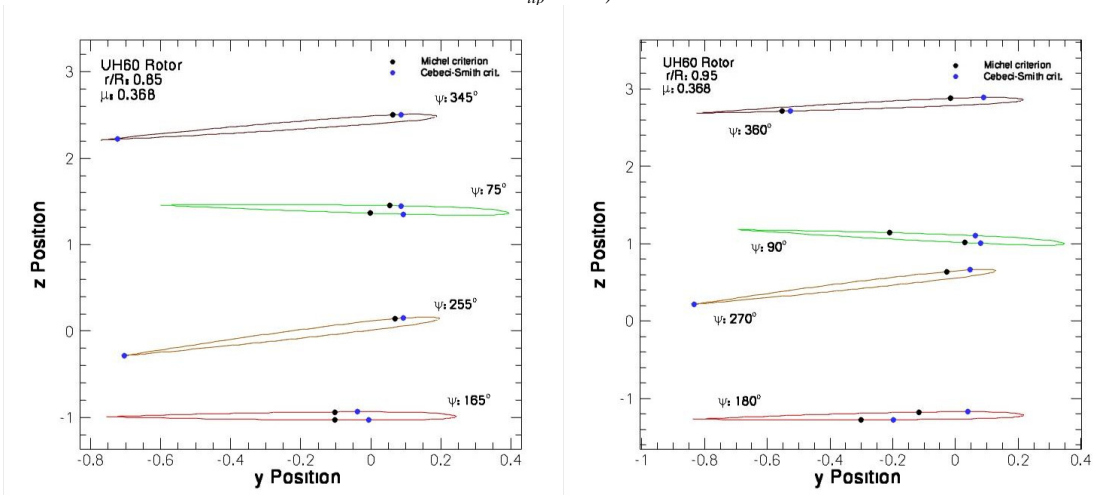 UH60 Rotor
r/R: 0.85
μ: 0.368
Michel criterion
Cebeci-Smith crit.
ψ: 345°
ψ: 75°
ψ: 255°
ψ: 165°
3
2
1
0
-1
z Position
-0.8 -0.6 -0.4 -0.2 0 0.2 0.4
y Position
UH60 Rotor
r/R: 0.95
μ: 0.368
Michel criterion
Cebeci-Smith crit.
ψ: 360°
ψ: 90°
ψ: 270°
ψ: 180°
3
2
1
0
-1
z Position
-1 -0.8 -0.6 -0.4 -0.2 0 0.2 0.4
y Position